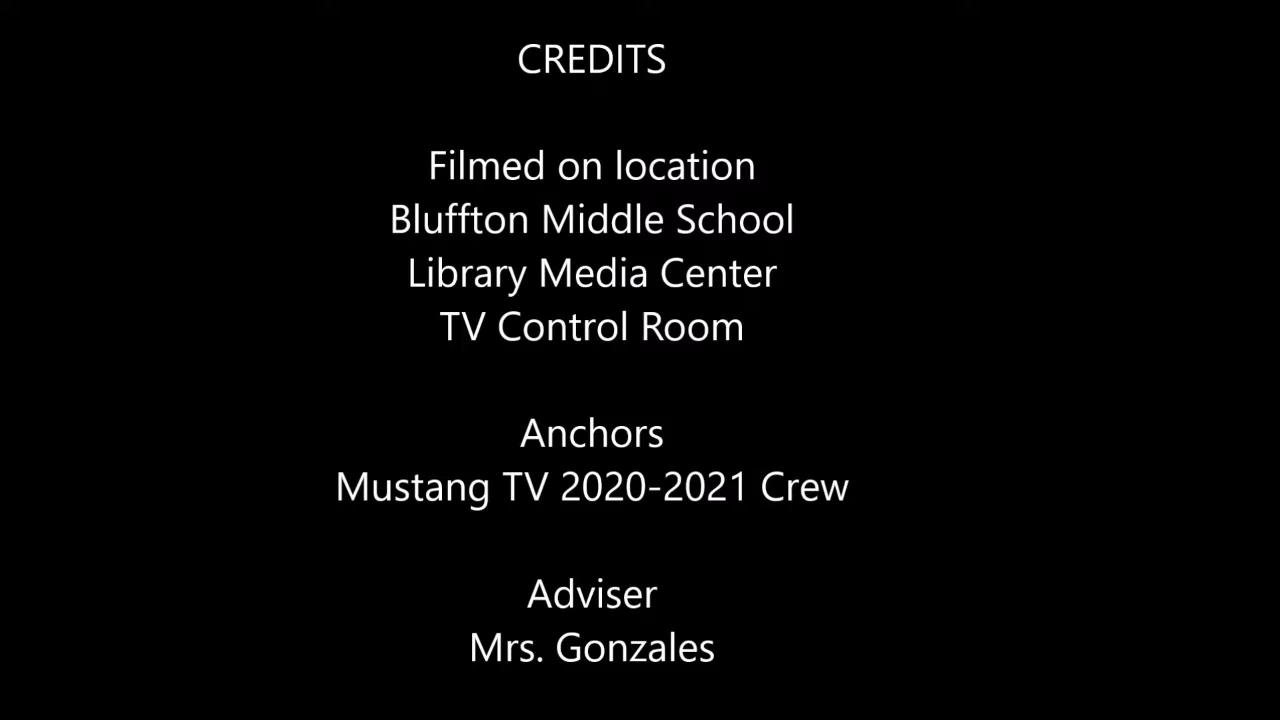 CREDITS
Filmed on location
Bluffton Middle School
Library Media Center
TV Control Room
Anchors
Mustang TV 2020-2021 Crew
Adviser
Mrs. Gonzales